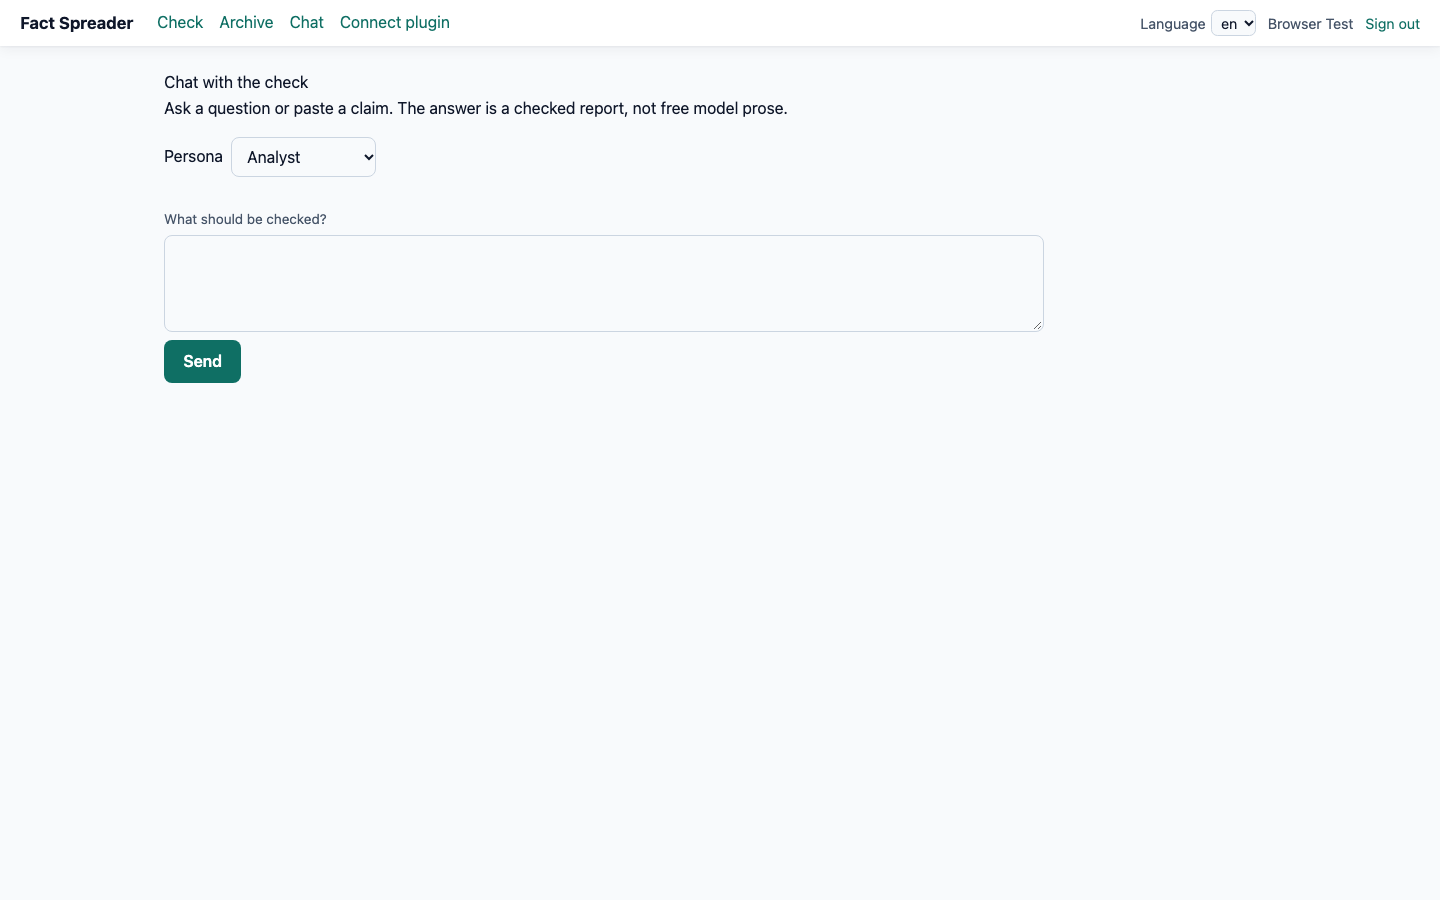 Fact Spreader Check Archive Chat Connect plugin Language en Browser Test Sign out
Chat with the check
Ask a question or paste a claim. The answer is a checked report, not free model prose.
Persona Analyst
What should be checked?
Send